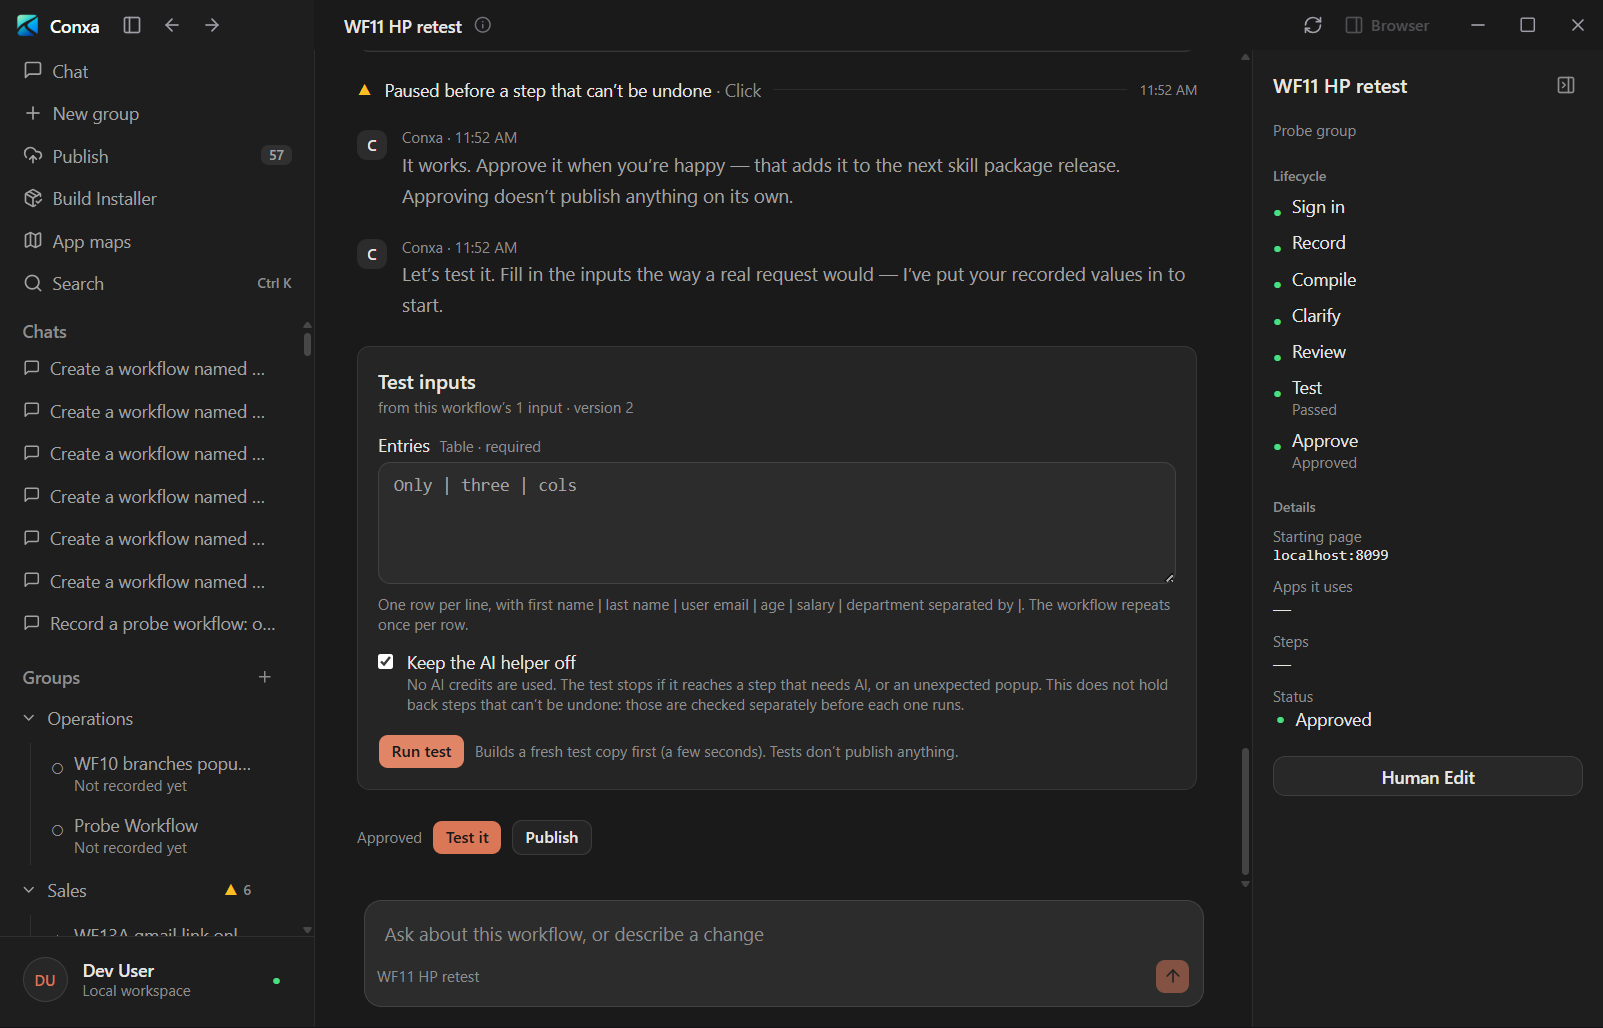 Conxa
WF11 HP retest
Browser
Chat
New group
Publish
57
Build Installer
App maps
Search
Ctrl K
Chats
Create a workflow named ...
Create a workflow named ...
Create a workflow named ...
Create a workflow named ...
Create a workflow named ...
Create a workflow named ...
Record a probe workflow: o...
Groups
Operations
WF10 branches popu...
Not recorded yet
Probe Workflow
Not recorded yet
Sales
6
WF13A gmail link onl
DU
Dev User
Local workspace
Paused before a step that can’t be undone · Click
11:52 AM
C
Conxa · 11:52 AM
It works. Approve it when you’re happy — that adds it to the next skill package release.
Approving doesn’t publish anything on its own.
C
Conxa · 11:52 AM
Let’s test it. Fill in the inputs the way a real request would — I’ve put your recorded values in to
start.
Test inputs
from this workflow’s 1 input · version 2
Entries Table · required
Only | three | cols
One row per line, with first name | last name | user email | age | salary | department separated by |. The workflow repeats
once per row.
Keep the AI helper off
No AI credits are used. The test stops if it reaches a step that needs AI, or an unexpected popup. This does not hold
back steps that can’t be undone: those are checked separately before each one runs.
Run test
Builds a fresh test copy first (a few seconds). Tests don’t publish anything.
Approved
Test it
Publish
Ask about this workflow, or describe a change
WF11 HP retest
WF11 HP retest
Probe group
Lifecycle
Sign in
Record
Compile
Clarify
Review
Test
Passed
Approve
Approved
Details
Starting page
localhost:8099
Apps it uses
—
Steps
—
Status
Approved
Human Edit